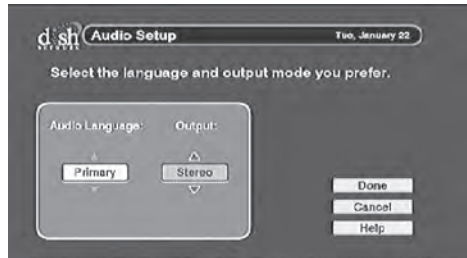 dish Audio Setup Tue, January 22
NETWORK
Select the language and output mode you prefer.
Audio Language: Output:
Primary Stereo
Done
Cancel
Help